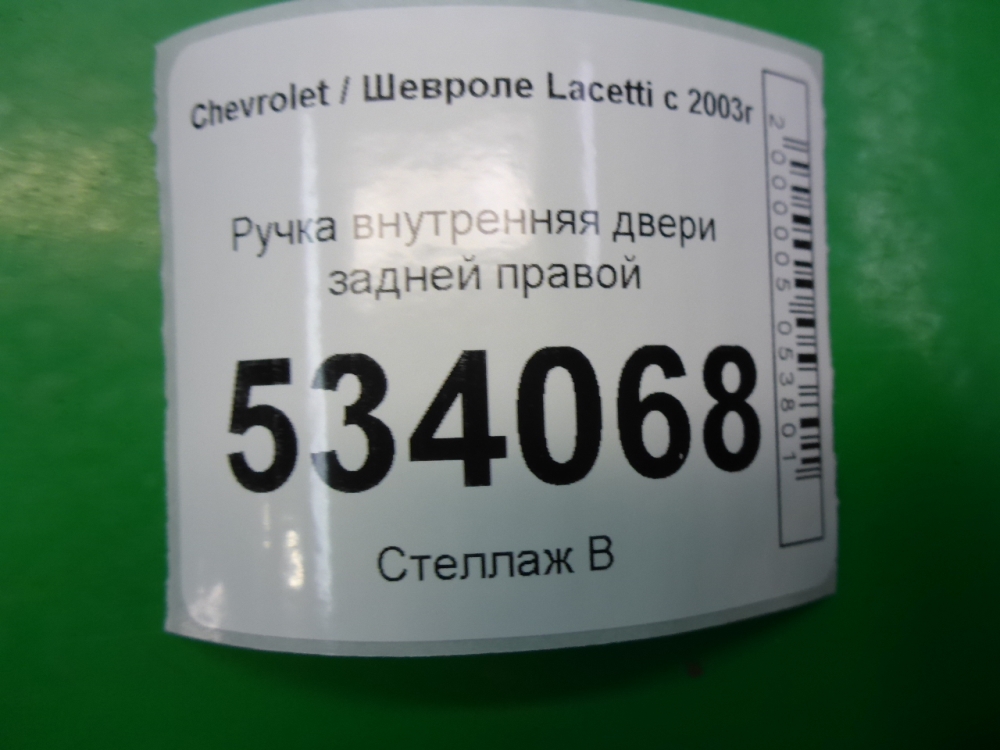 Chevrolet / Шевроле Lacetti с 2003г
Ручка внутренняя двери
задней правой
534068
Стеллаж В
2000005053801